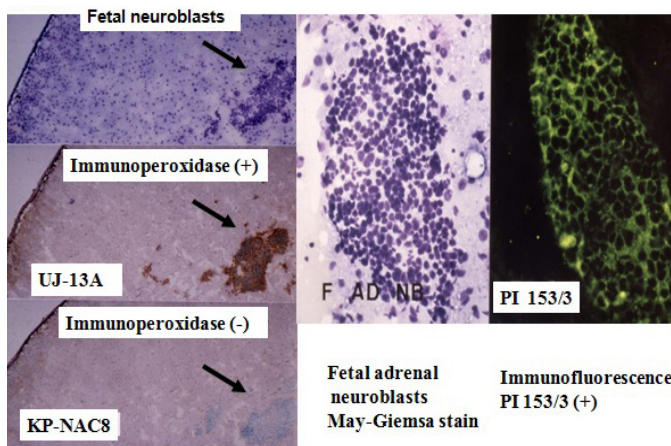 Fetal neuroblasts
Immunoperoxidase (+)
UJ-13A
Immunoperoxidase (-)
KP-NAC8
F AD NB
PI 153/3
Fetal adrenal
neuroblasts
May-Giemsa stain
Immunofluorescence
PI 153/3 (+)